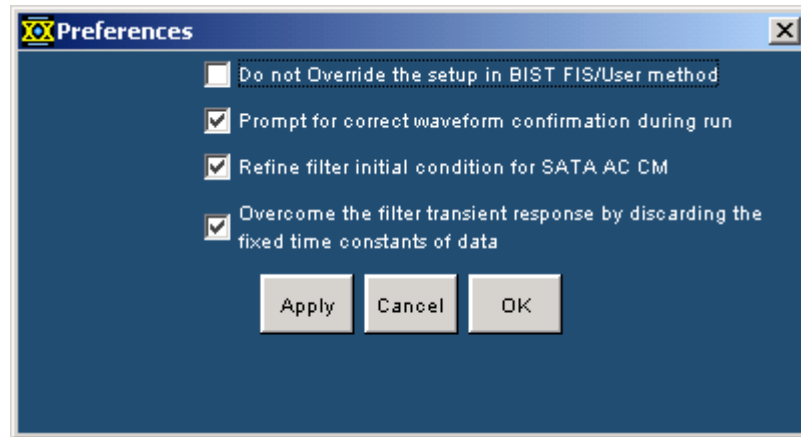 Preferences
Do not Override the setup in BIST FIS/User method
Prompt for correct waveform confirmation during run
Refine filter initial condition for SATA AC CM
Overcome the filter transient response by discarding the
fixed time constants of data
Apply Cancel OK